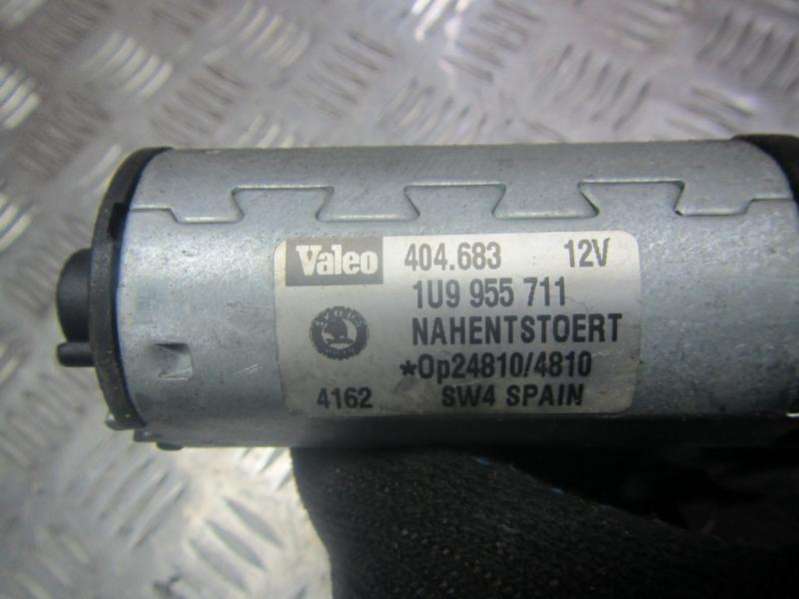 Valeo 404.683 12V
1U9 955 711
NAHENTSTOERT
*Op24810/4810
4162 SW4 SPAIN